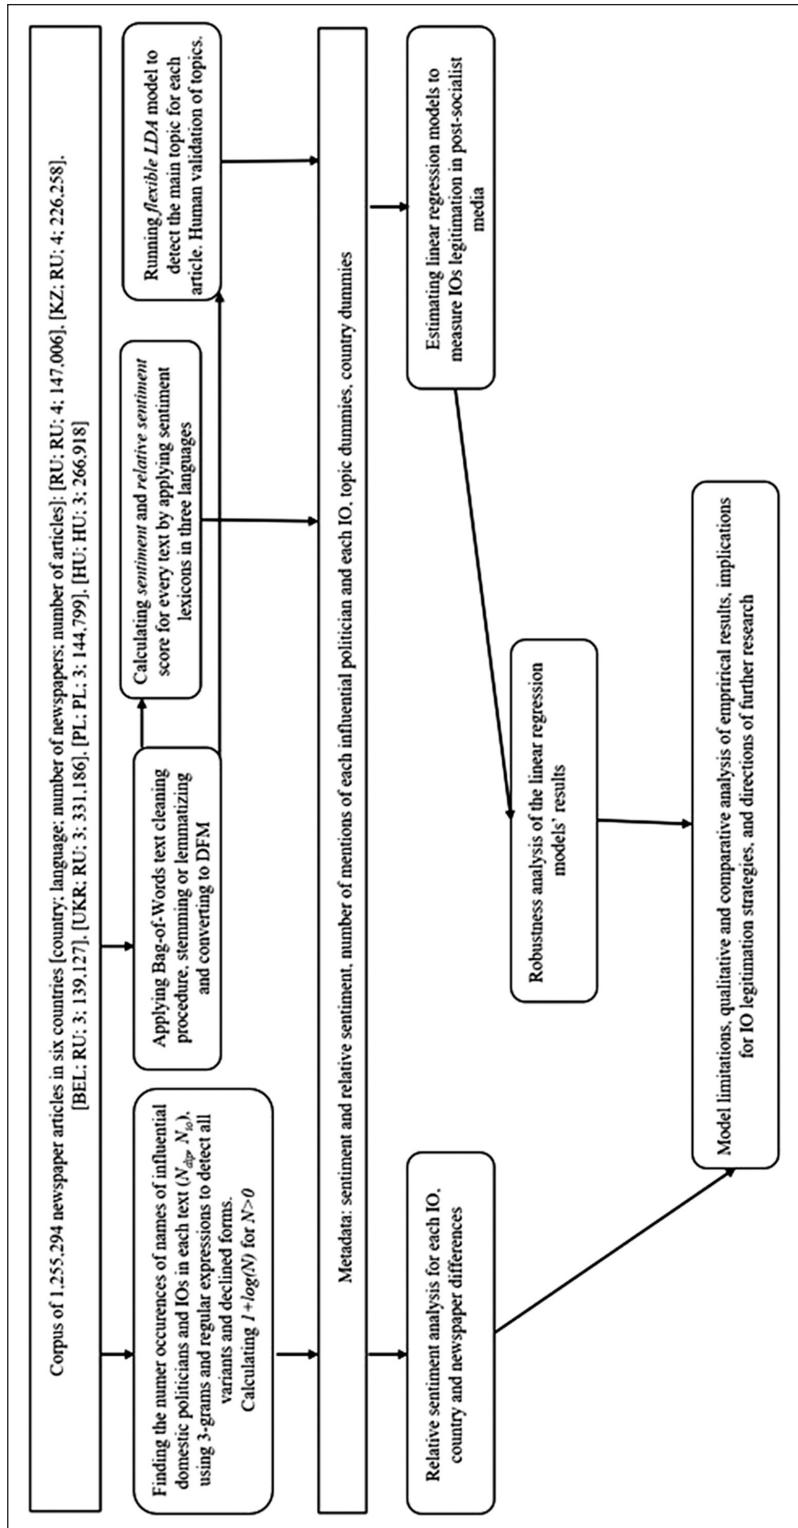 Corpus of 1.255.294 newspaper articles in six countries [country; language; number of newspapers; number of articles]: [RU; RU; 4; 147.006], [KZ; RU; 4; 226.258],
[BEL; RU; 3; 139.127], [UKR; RU; 3; 331.186], [PL; PL; 3; 144.799], [HU; HU; 3; 266.918]
Finding the numer occurences of names of influential
domestic politicians and IOs in each text (N_dip, N_io),
using 3-grams and regular expressions to detect all
variants and declined forms.
Calculating 1+log(N) for N>0
Applying Bag-of-Words text cleaning
procedure, stemming or lemmatizing
and converting to DFM
Calculating sentiment and relative sentiment
score for every text by applying sentiment
lexicons in three languages
Running flexible LDA model to
detect the main topic for each
article. Human validation of topics.
Metadata: sentiment and relative sentiment, number of mentions of each influential politician and each IO, topic dummies, country dummies
Relative sentiment analysis for each IO,
country and newspaper differences
Estimating linear regression models to
measure IOs legitimation in post-socialist
media
Robustness analysis of the linear regression
models' results
Model limitations, qualitative and comparative analysis of emprirical results, implications
for IO legitimation strategies, and directions of further research